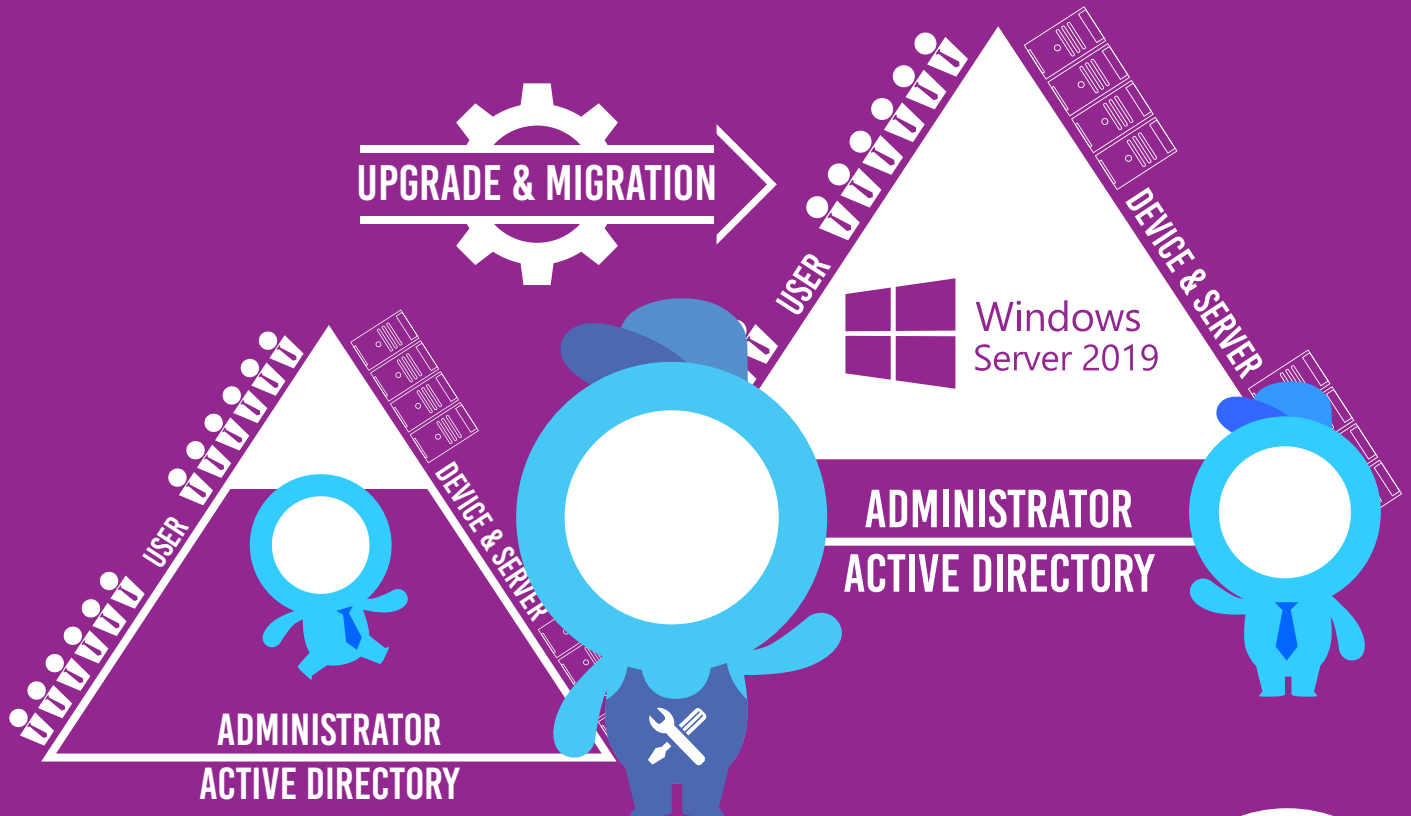 UPGRADE & MIGRATION
USER
DEVICE & SERVER
Windows
Server 2019
ADMINISTRATOR
ACTIVE DIRECTORY
USER
DEVICE & SERVER
ADMINISTRATOR
ACTIVE DIRECTORY